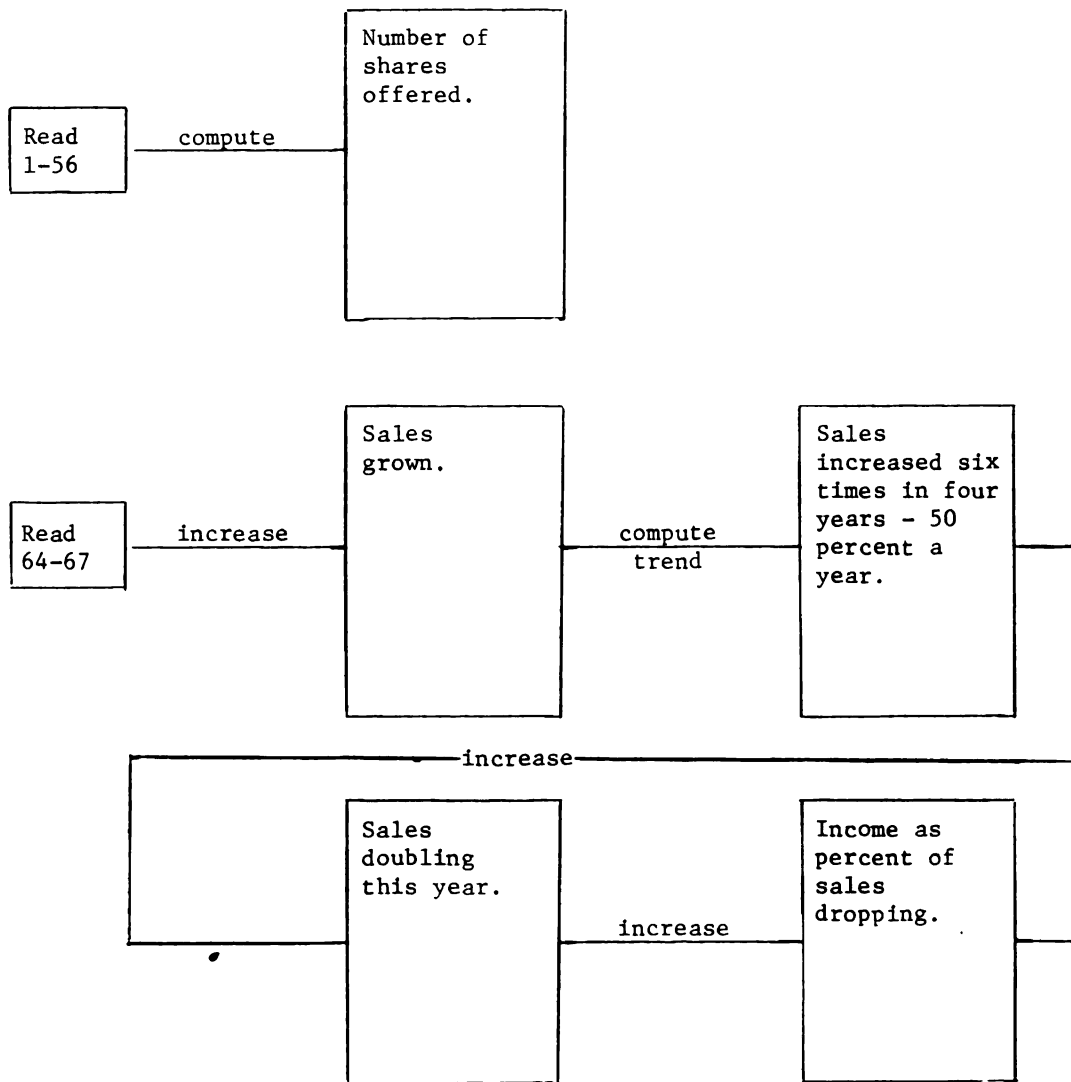 Number of
shares
offered.
Read
1-56
compute
Sales
grown.
Sales
increased six
times in four
years - 50
percent a
year.
Read
64-67
increase
compute
trend
increase
Sales
doubling
this year.
Income as
percent of
sales
dropping.
increase